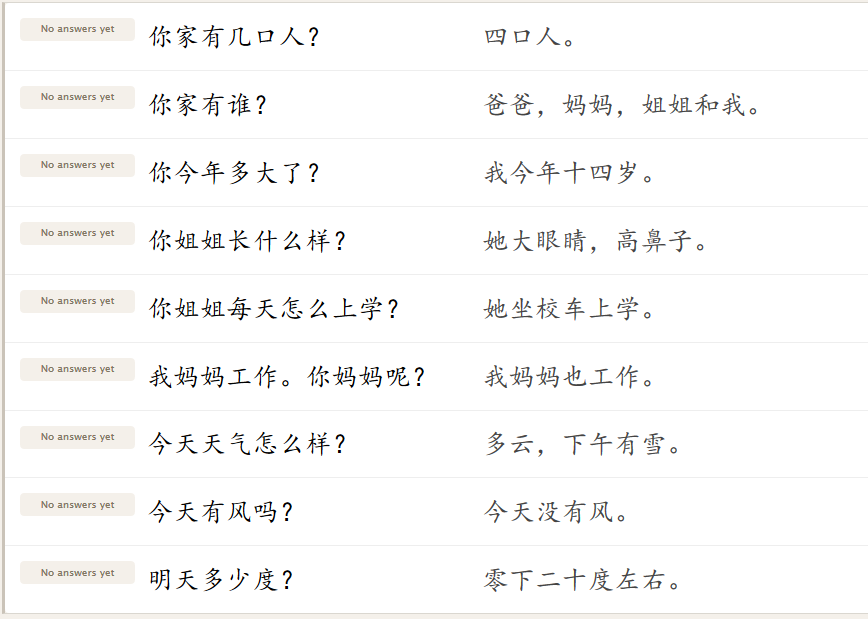 No answers yet 你家有几口人？ 四口人。
No answers yet 你家有谁？ 爸爸，妈妈，姐姐和我。
No answers yet 你今年多大了？ 我今年十四岁。
No answers yet 你姐姐长什么样？ 她大眼睛，高鼻子。
No answers yet 你姐姐每天怎么上学？ 她坐校车上学。
No answers yet 我妈妈工作。你妈妈呢？ 我妈妈也工作。
No answers yet 今天天气怎么样？ 多云，下午有雪。
No answers yet 今天有风吗？ 今天没有风。
No answers yet 明天多少度？ 零下二十度左右。